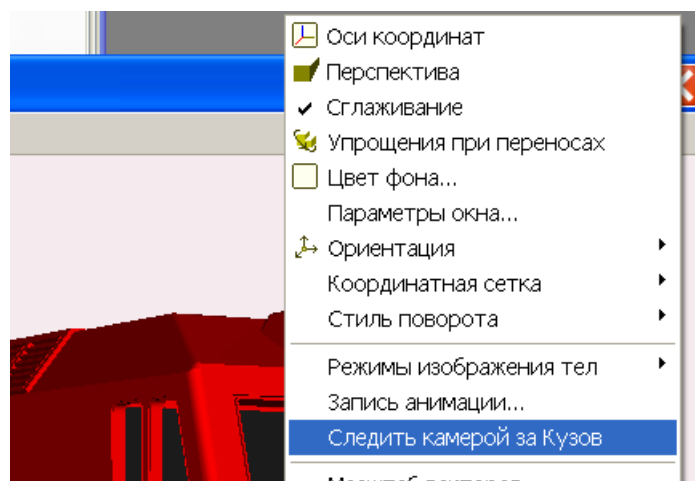 Оси координат
Перспектива
Сглаживание
Упрощения при переносах
Цвет фона...
Параметры окна...
Ориентация
Координатная сетка
Стиль поворота
Режимы изображения тел
Запись анимации...
Следить камерой за Кузов